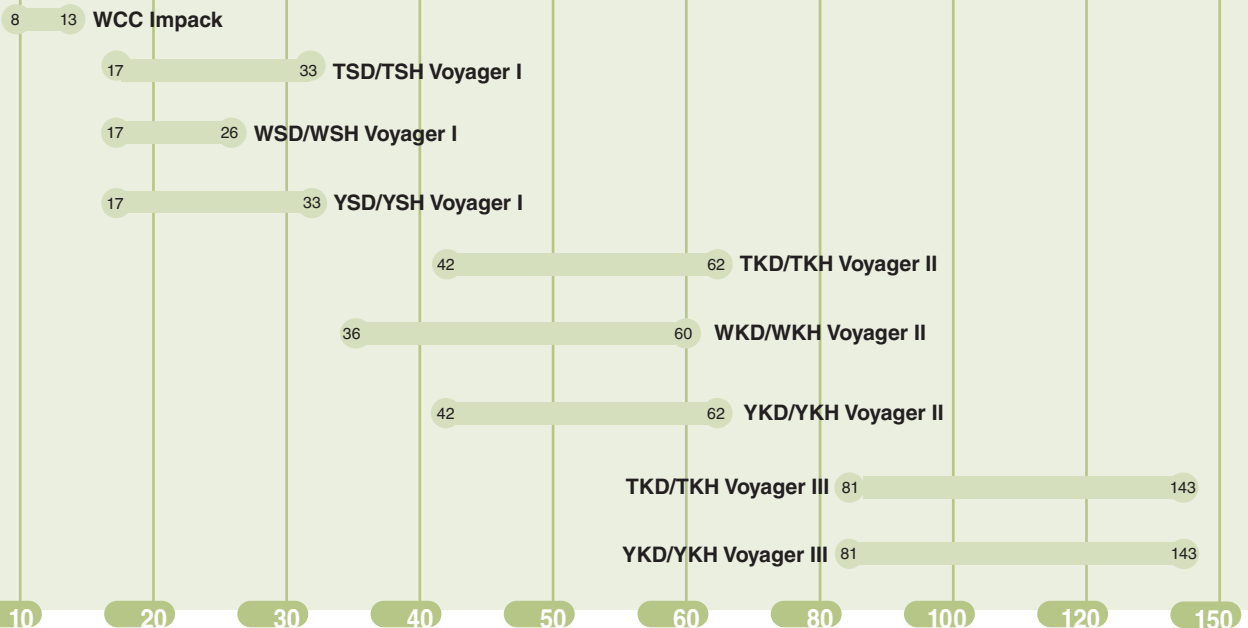 8 13 WCC Impack
17 33 TSD/TSH Voyager I
17 26 WSD/WSH Voyager I
17 33 YSD/YSH Voyager I
42 62 TKD/TKH Voyager II
36 60 WKD/WKH Voyager II
42 62 YKD/YKH Voyager II
TKD/TKH Voyager III 81 143
YKD/YKH Voyager III 81 143
10 20 30 40 50 60 80 100 120 150